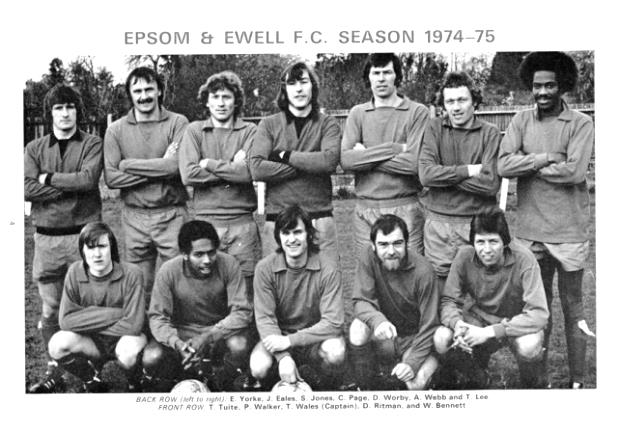 EPSOM & EWELL F.C. SEASON 1974-75
4
BACK ROW (left to right): E. Yorke, J. Eales, S. Jones, C. Page, D. Worby, A. Webb and T. Lee
FRONT ROW: T. Tuite, P. Walker, T. Wales (Captain), D. Ritman, and W. Bennett